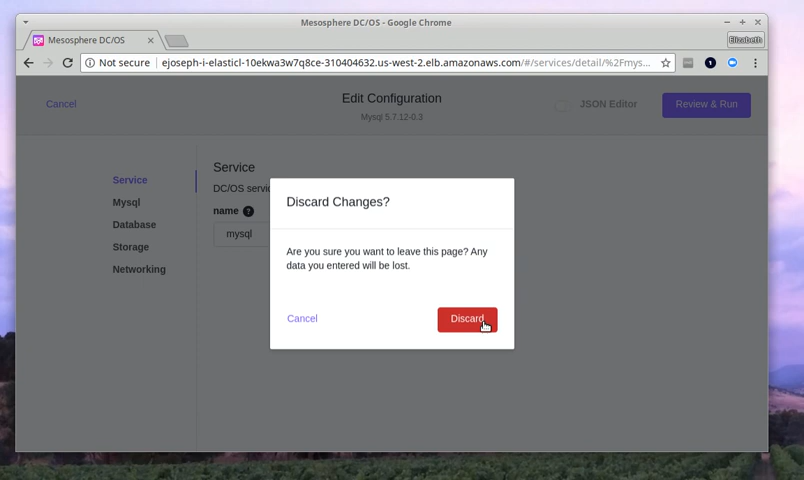 Mesosphere DC/OS - Google Chrome
Mesosphere DC/OS
Elizabeth
Not secure ejoseph-i-elasticl-10ekwa3w7q8ce-310404632.us-west-2.elb.amazonaws.com/#/services/detail/%2Fmys...
Cancel
Edit Configuration
JSON Editor
Review & Run
Mysql 5.7.12-0.3
Service
Mysql
Database
Storage
Networking
Service
DC/OS servic
name ?
mysql
Discard Changes?
Are you sure you want to leave this page? Any
data you entered will be lost.
Cancel
Discard